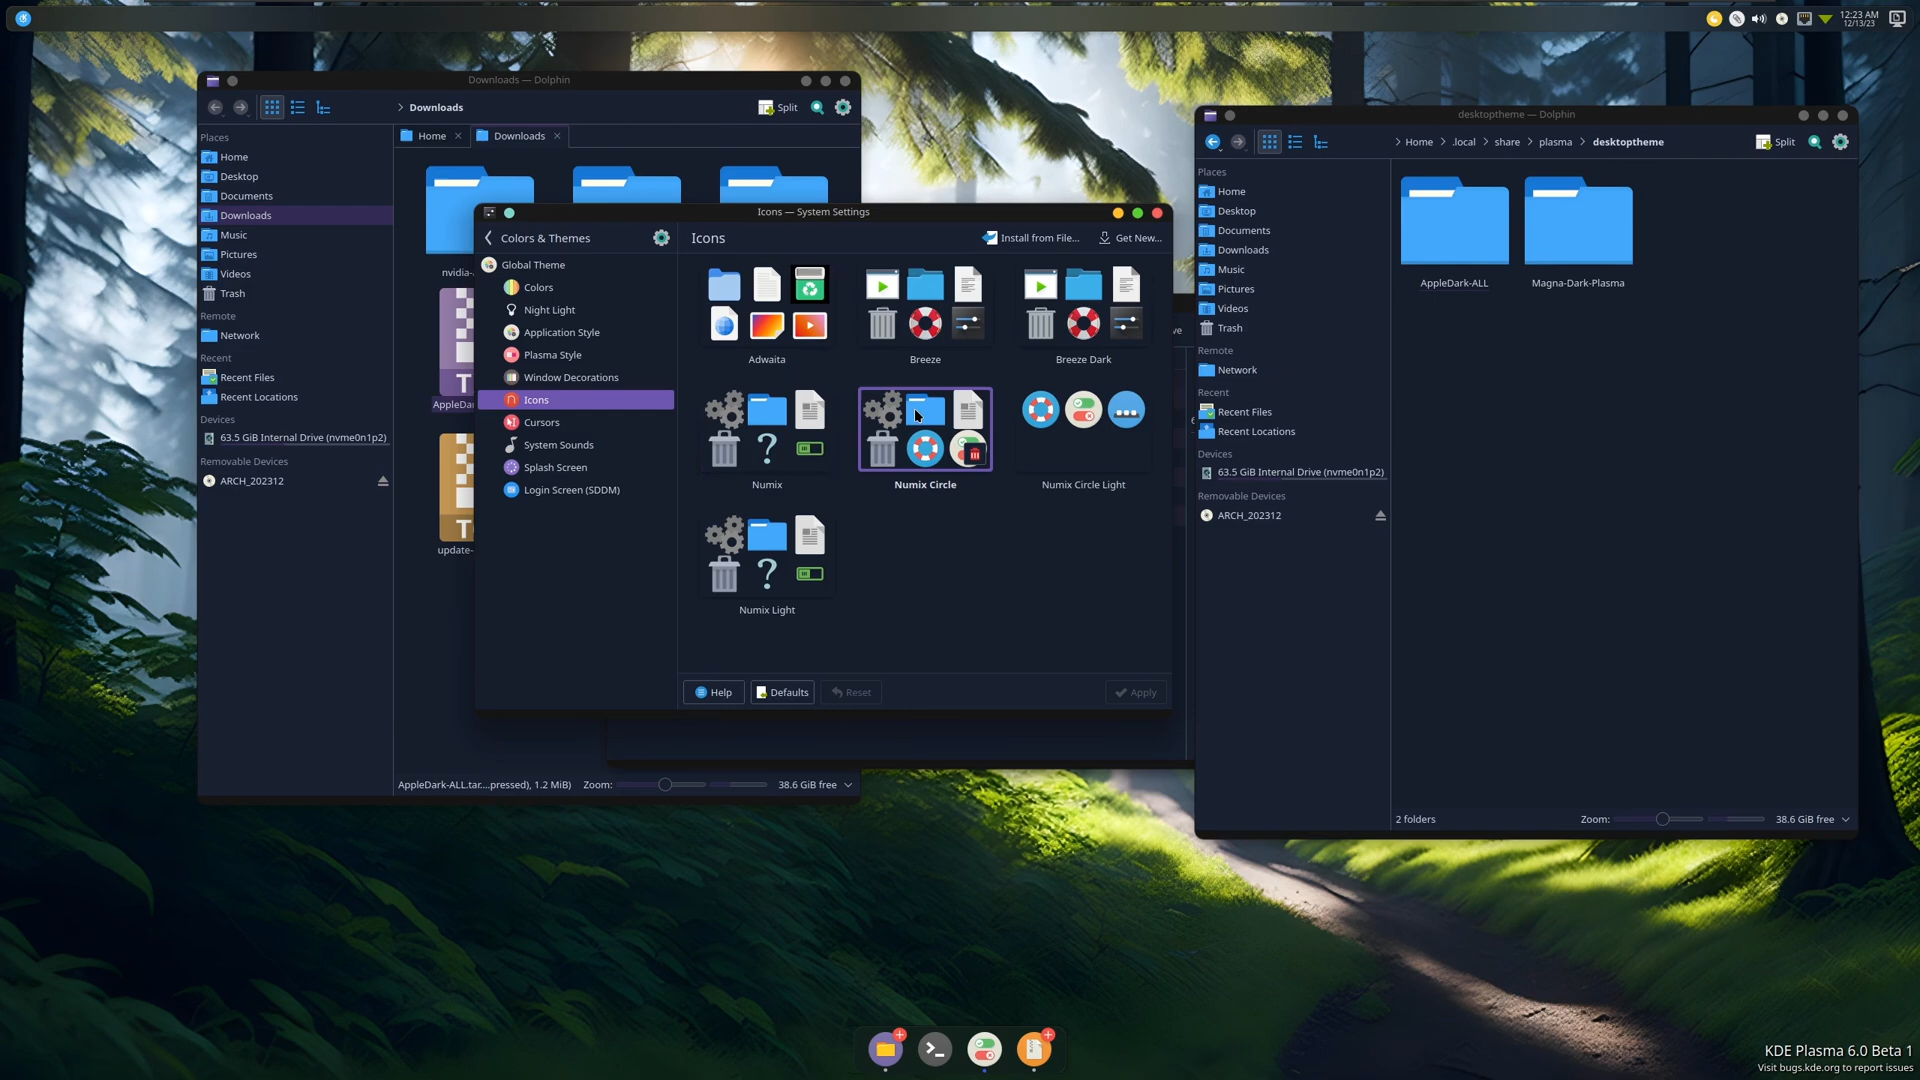 12:23 AM
12/13/23
Downloads — Dolphin
Downloads
Split
Places
Home
Desktop
Documents
Downloads
Music
Pictures
Videos
Trash
Remote
Network
Recent
Recent Files
Recent Locations
Devices
63.5 GiB Internal Drive (nvme0n1p2)
Removable Devices
ARCH_202312
Home
Downloads
nvidia-
T
AppleDa
T
update-
AppleDark-ALL.tar....pressed), 1.2 MiB)
Zoom:
38.6 GiB free
Icons — System Settings
Colors & Themes
Icons
Install from File...
Get New...
Global Theme
Colors
Night Light
Application Style
Plasma Style
Window Decorations
Icons
Cursors
System Sounds
Splash Screen
Login Screen (SDDM)
Adwaita
Breeze
Breeze Dark
Numix
Numix Circle
Numix Circle Light
Numix Light
Help
Defaults
Reset
Apply
desktoptheme — Dolphin
Home
.local
share
plasma
desktoptheme
Split
Places
Home
Desktop
Documents
Downloads
Music
Pictures
Videos
Trash
Remote
Network
Recent
Recent Files
Recent Locations
Devices
63.5 GiB Internal Drive (nvme0n1p2)
Removable Devices
ARCH_202312
AppleDark-ALL
Magna-Dark-Plasma
2 folders
Zoom:
38.6 GiB free
KDE Plasma 6.0 Beta 1
Visit bugs.kde.org to report issues